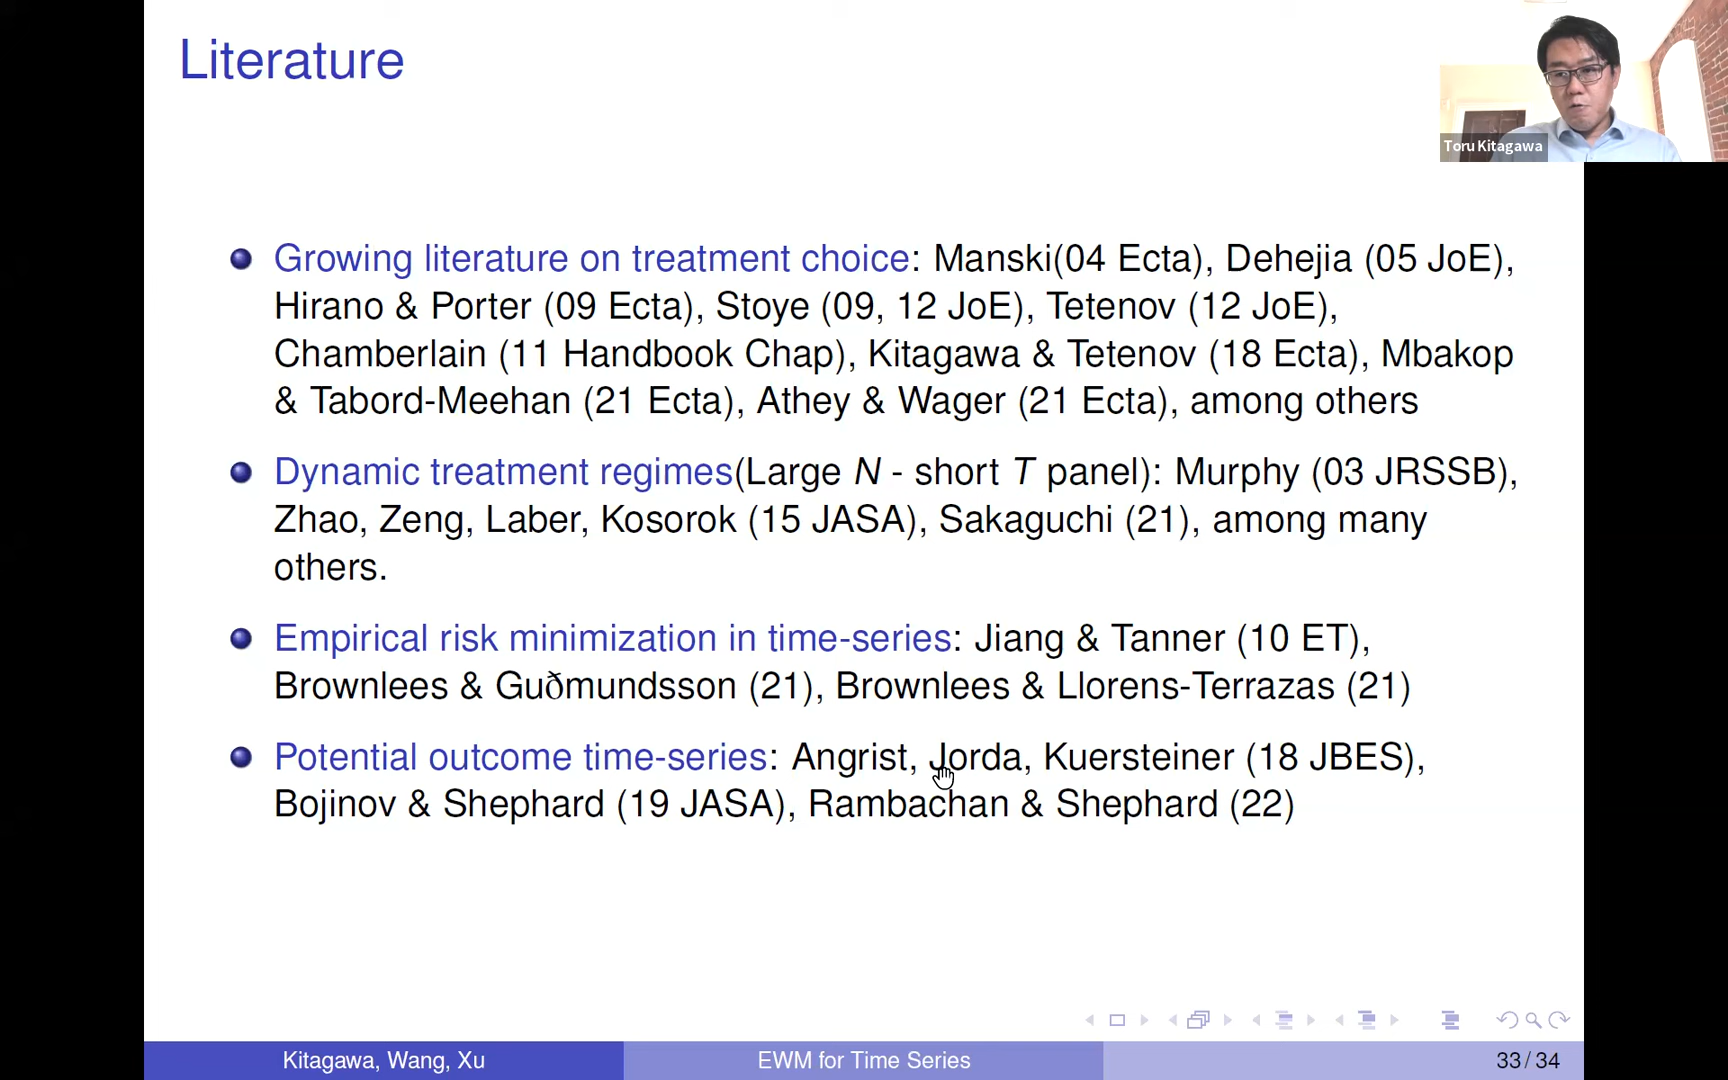 Literature
Toru Kitagawa
Growing literature on treatment choice: Manski(04 Ecta), Dehejia (05 JoE),
Hirano & Porter (09 Ecta), Stoye (09, 12 JoE), Tetenov (12 JoE),
Chamberlain (11 Handbook Chap), Kitagawa & Tetenov (18 Ecta), Mbakop
& Tabord-Meehan (21 Ecta), Athey & Wager (21 Ecta), among others
Dynamic treatment regimes(Large N - short T panel): Murphy (03 JRSSB),
Zhao, Zeng, Laber, Kosorok (15 JASA), Sakaguchi (21), among many
others.
Empirical risk minimization in time-series: Jiang & Tanner (10 ET),
Brownlees & Guðmundsson (21), Brownlees & Llorens-Terrazas (21)
Potential outcome time-series: Angrist, Jorda, Kuersteiner (18 JBES),
Bojinov & Shephard (19 JASA), Rambachan & Shephard (22)
Kitagawa, Wang, Xu
EWM for Time Series
33 / 34